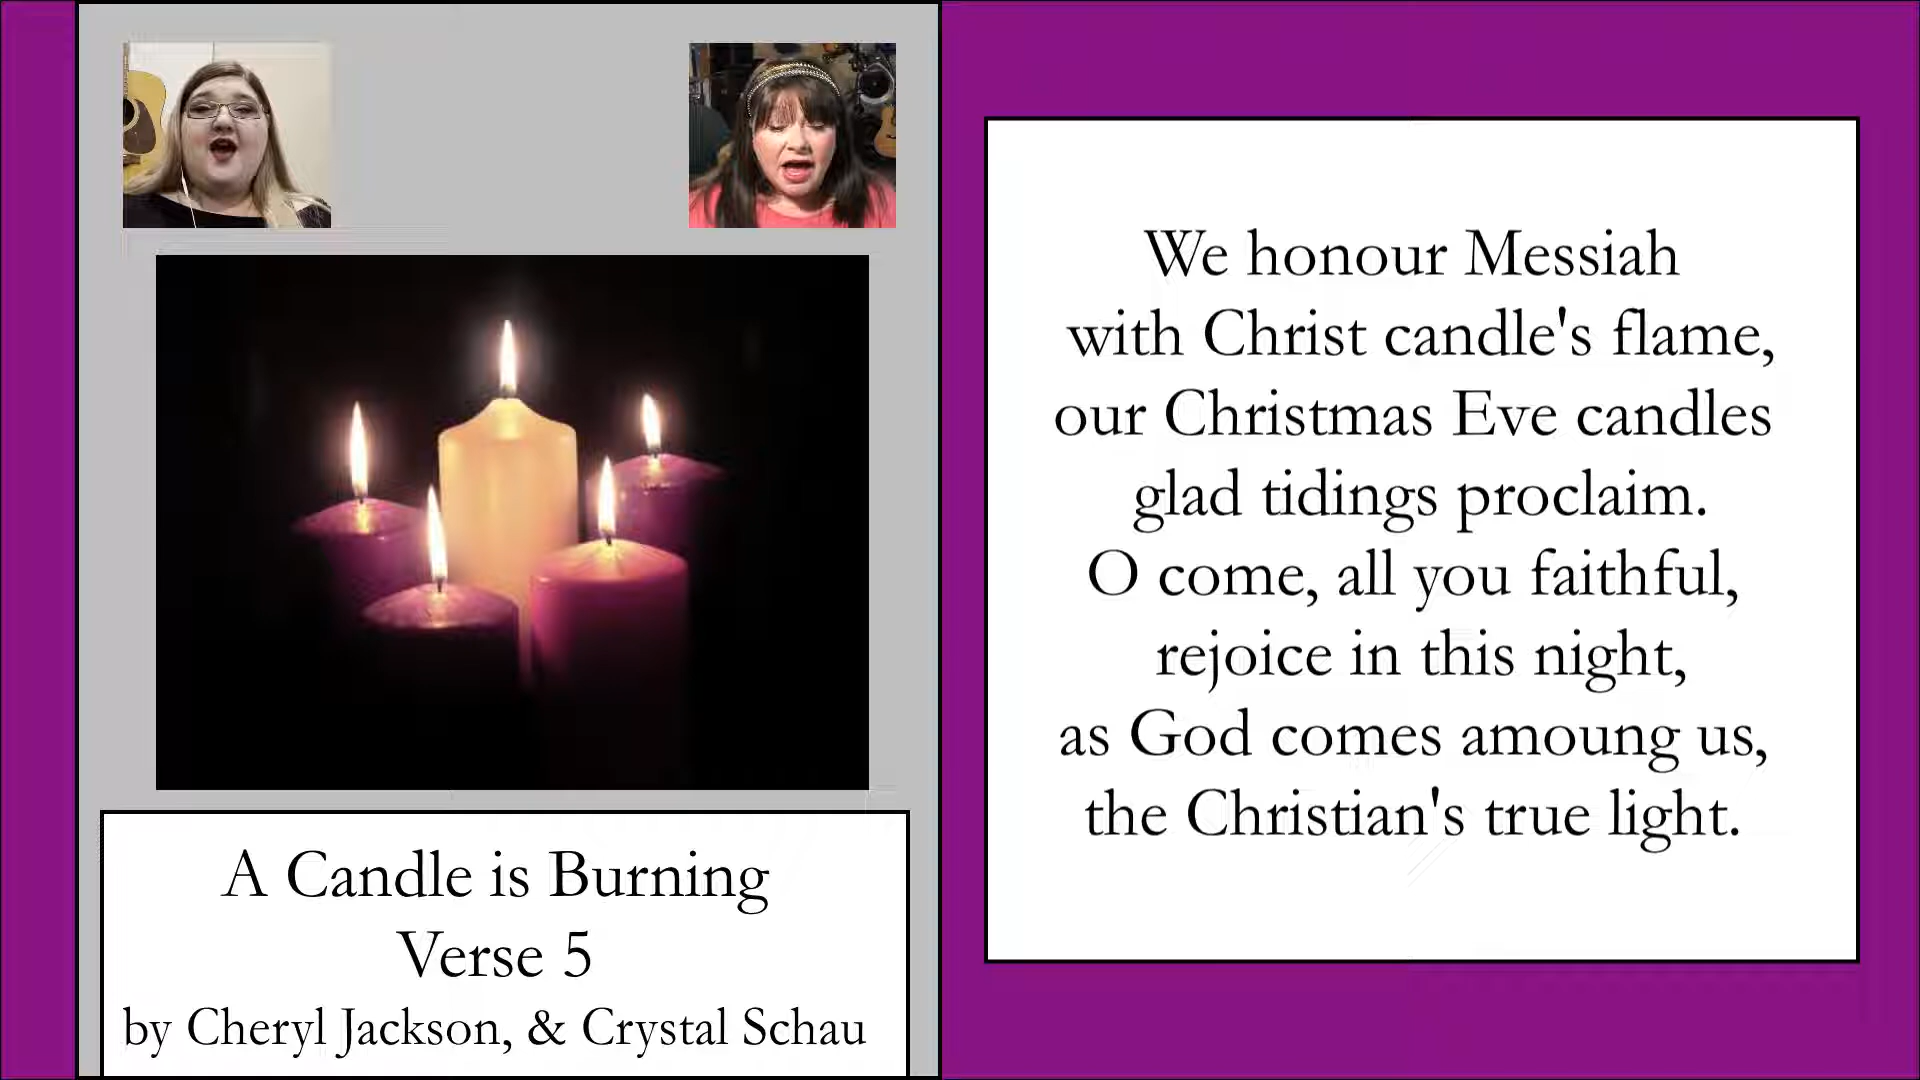 We honour Messiah
with Christ candle's flame,
our Christmas Eve candles
glad tidings proclaim.
O come, all you faithful,
rejoice in this night,
as God comes amoung us,
the Christian's true light.
A Candle is Burning
Verse 5
by Cheryl Jackson, & Crystal Schau